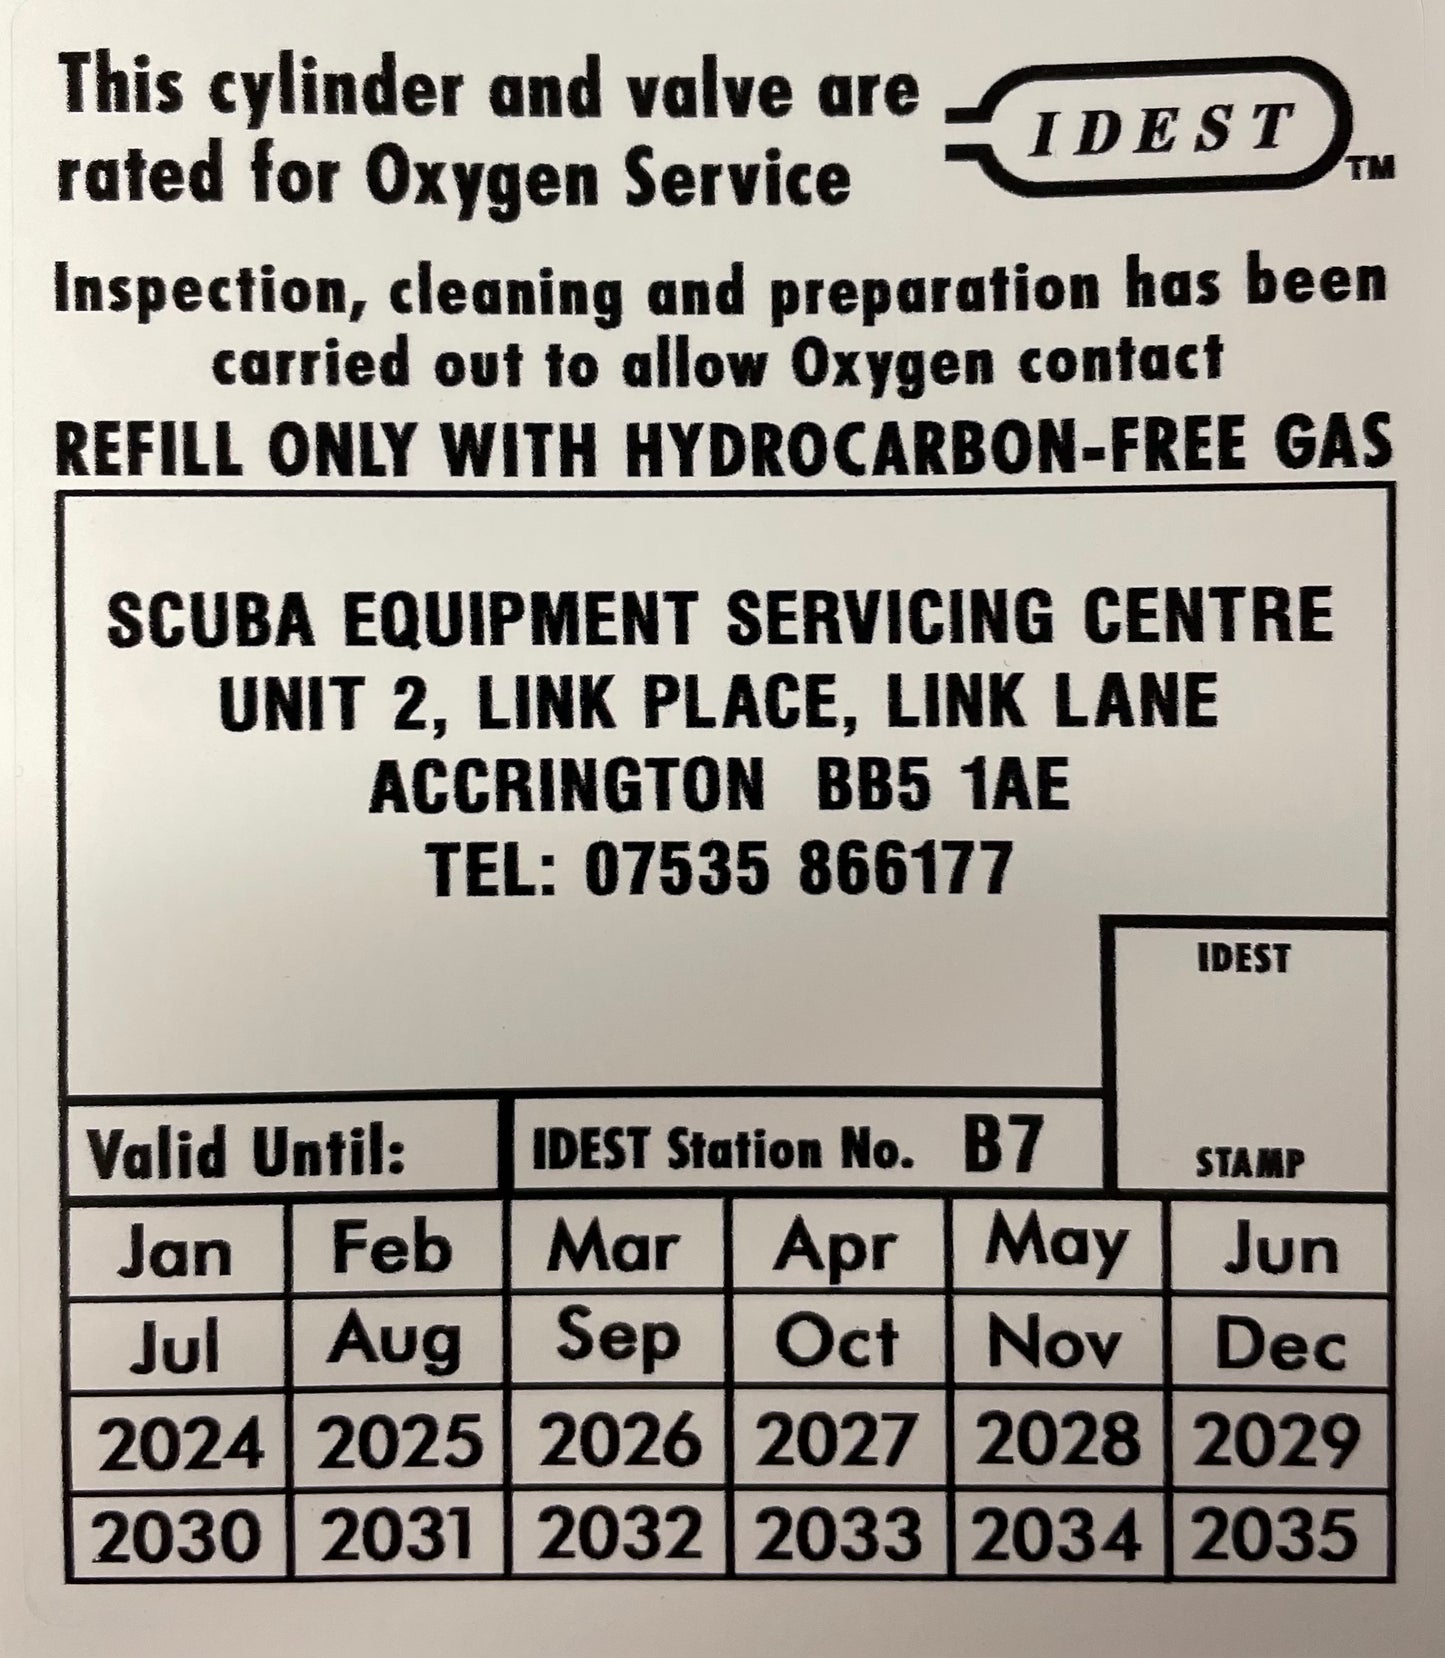 This cylinder and valve are
rated for Oxygen Service
IDEST
TM
Inspection, cleaning and preparation has been
carried out to allow Oxygen contact
REFILL ONLY WITH HYDROCARBON-FREE GAS
SCUBA EQUIPMENT SERVICING CENTRE
UNIT 2, LINK PLACE, LINK LANE
ACCRINGTON BB5 1AE
TEL: 07535 866177
IDEST
STAMP
Valid Until: IDEST Station No. B7
Jan Feb Mar Apr May Jun
Jul Aug Sep Oct Nov Dec
2024 2025 2026 2027 2028 2029
2030 2031 2032 2033 2034 2035